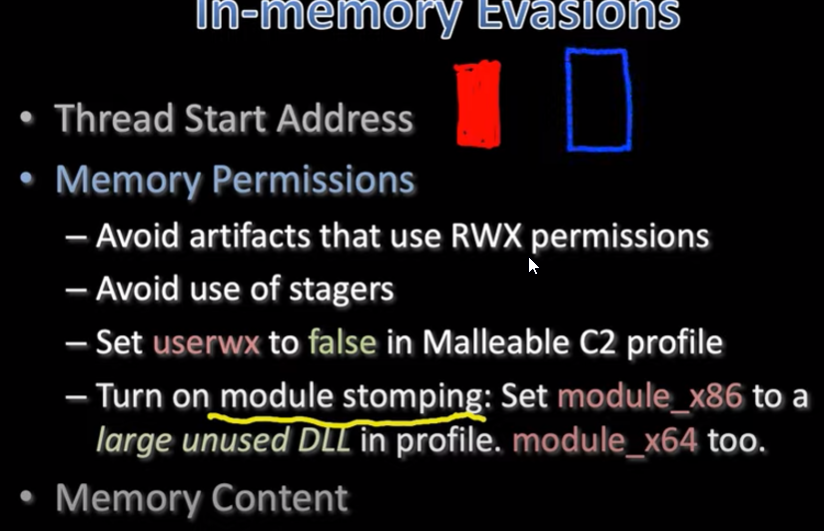 In-memory Evasions
• Thread Start Address
• Memory Permissions
– Avoid artifacts that use RWX permissions
– Avoid use of stagers
– Set userwx to false in Malleable C2 profile
– Turn on module stomping: Set module_x86 to a
large unused DLL in profile. module_x64 too.
• Memory Content